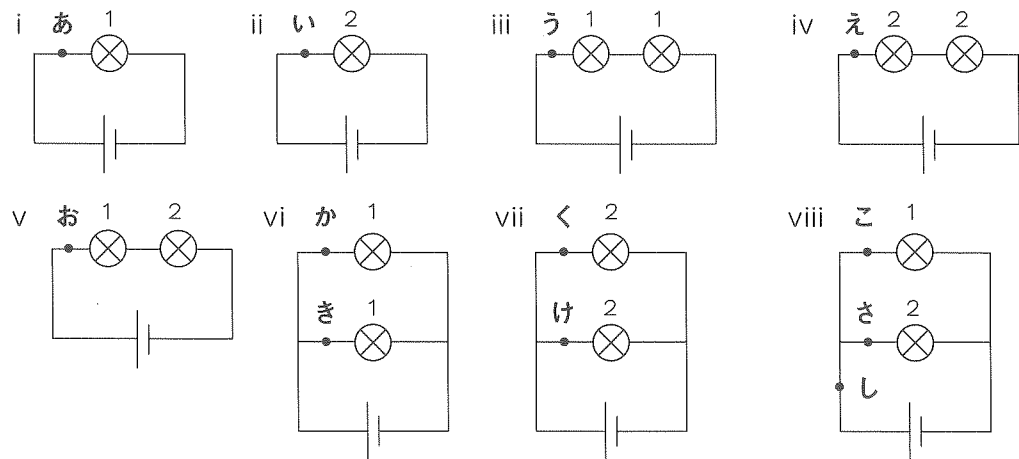 i あ 1
ii い 2
iii う 1 1
iv え 2 2
v お 1 2
vi か 1
き 1
vii く 2
け 2
viii こ 1
さ 2
し